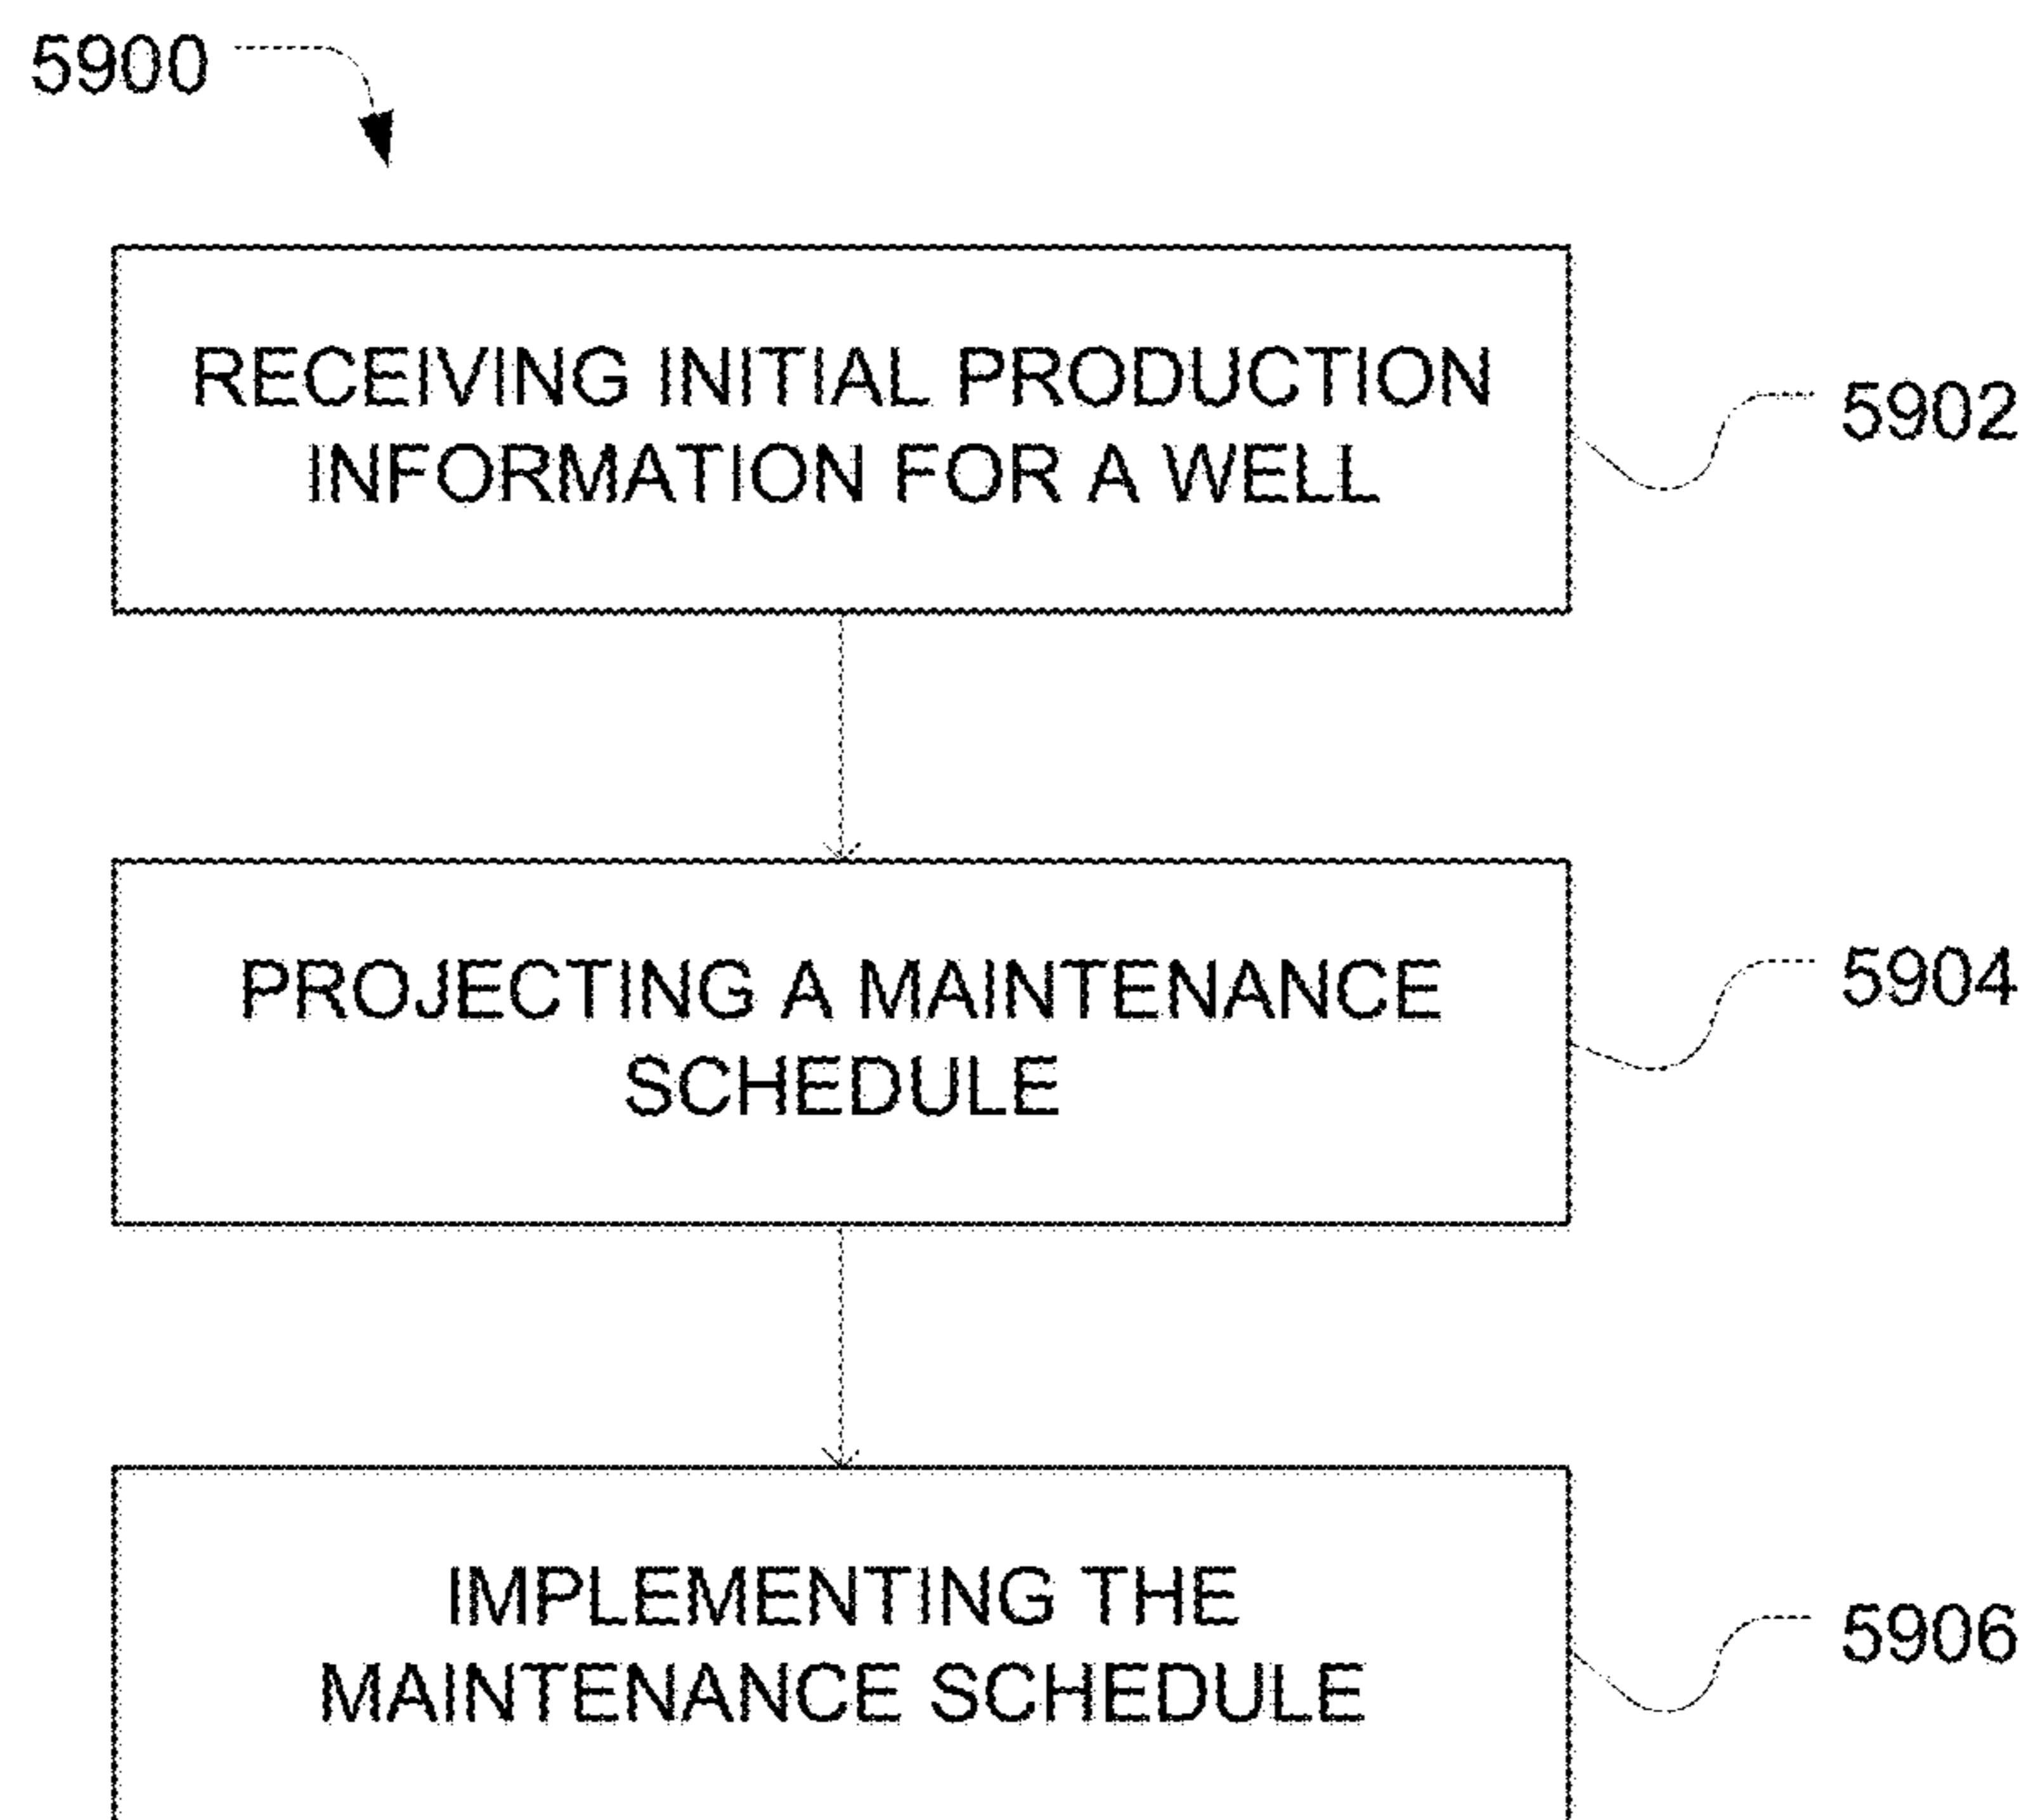 5900
RECEIVING INITIAL PRODUCTION
INFORMATION FOR A WELL
5902
PROJECTING A MAINTENANCE
SCHEDULE
5904
IMPLEMENTING THE
MAINTENANCE SCHEDULE
5906